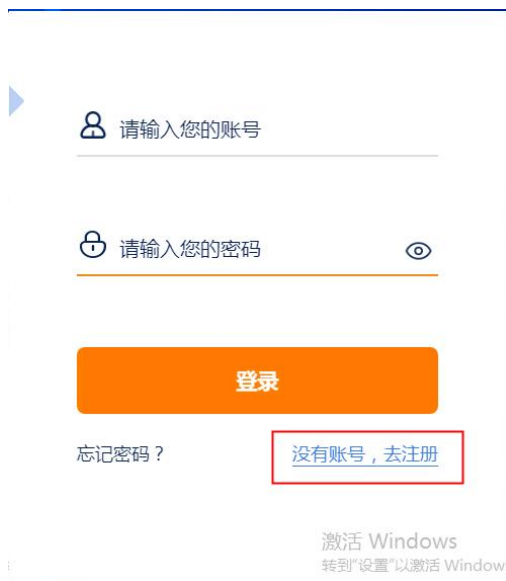 请输入您的账号
请输入您的密码
登录
忘记密码？
没有账号，去注册
激活 Windows
转到"设置"以激活 Window